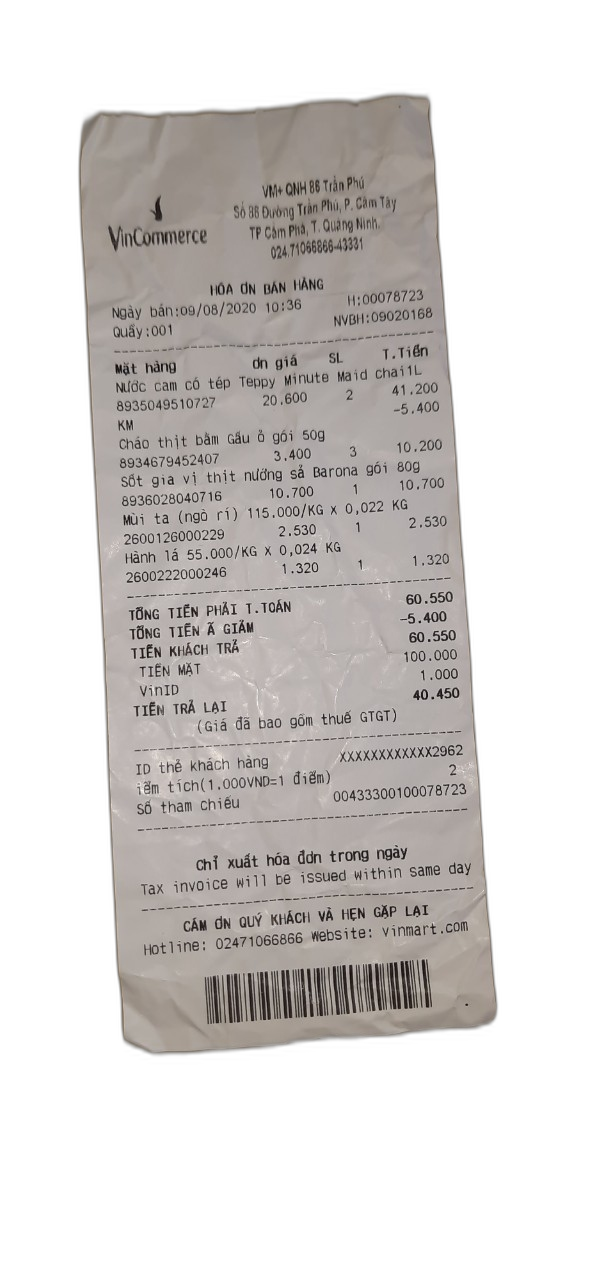 VinCommerce
VM+ QNH 86 Trần Phú
Số 86 Đường Trần Phú, P. Cẩm Tây
TP Cẩm Phả, T. Quảng Ninh.
024.71066866-43331
HÓA ƠN BÁN HÀNG
Ngày bán:09/08/2020 10:36 H:00078723
Quầy:001 NVBH:09020168
Mặt hàng ơn giá SL T.Tiền
Nước cam có tép Teppy Minute Maid chai1L
8935049510727 20.600 2 41.200
KM -5.400
Cháo thịt bằm Gấu ỏ gói 50g
8934679452407 3.400 3 10.200
Sốt gia vị thịt nướng sả Barona gói 80g
8936028040716 10.700 1 10.700
Mùi ta (ngò rí) 115.000/KG X 0,022 KG
2600126000229 2.530 1 2.530
Hành lá 55.000/KG X 0,024 KG
2600222000246 1.320 1 1.320
TỔNG TIỀN PHẢI T.TOÁN 60.550
TỔNG TIỀN Ã GIẢM -5.400
TIỀN KHÁCH TRẢ 60.550
TIỀN MẶT 100.000
VinID 1.000
TIỀN TRẢ LẠI 40.450
(Giá đã bao gồm thuế GTGT)
ID thẻ khách hàng XXXXXXXXXXXX2962
iểm tích(1.000VND=1 điểm) 2
Số tham chiếu 00433300100078723
Chỉ xuất hóa đơn trong ngày
Tax invoice will be issued within same day
CẢM ƠN QUÝ KHÁCH VÀ HẸN GẶP LẠI
Hotline: 02471066866 Website: vinmart.com